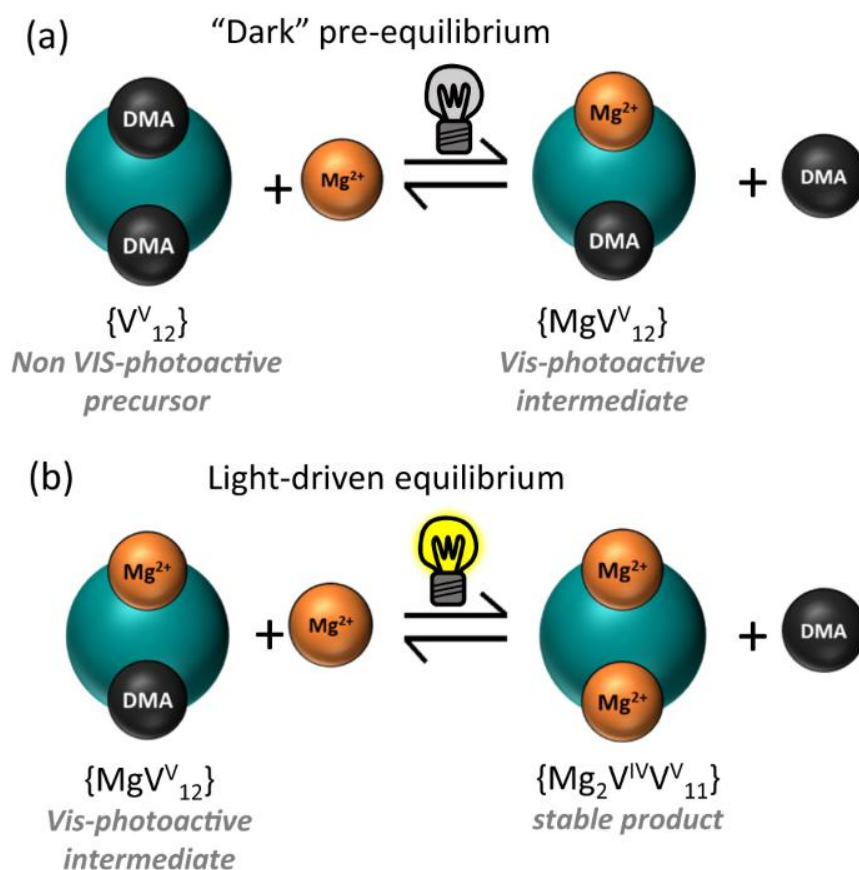 (a) "Dark" pre-equilibrium
DMA
DMA
+
Mg²⁺
Mg²⁺
DMA
+
DMA
{Vⱽ₁₂}
Non VIS-photoactive
precursor
{MgVⱽ₁₂}
Vis-photoactive
intermediate
(b) Light-driven equilibrium
Mg²⁺
DMA
+
Mg²⁺
Mg²⁺
Mg²⁺
+
DMA
{MgVⱽ₁₂}
Vis-photoactive
intermediate
{Mg₂VᴵⱽVⱽ₁₁}
stable product